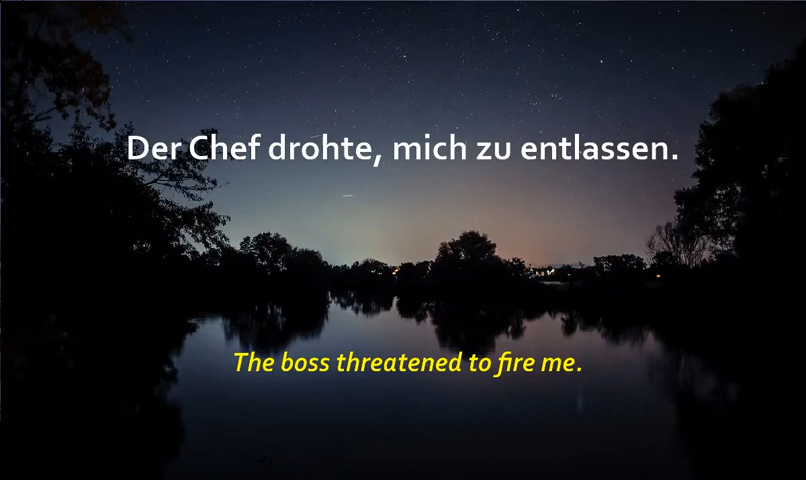 Der Chef drohte, mich zu entlassen.
The boss threatened to fire me.